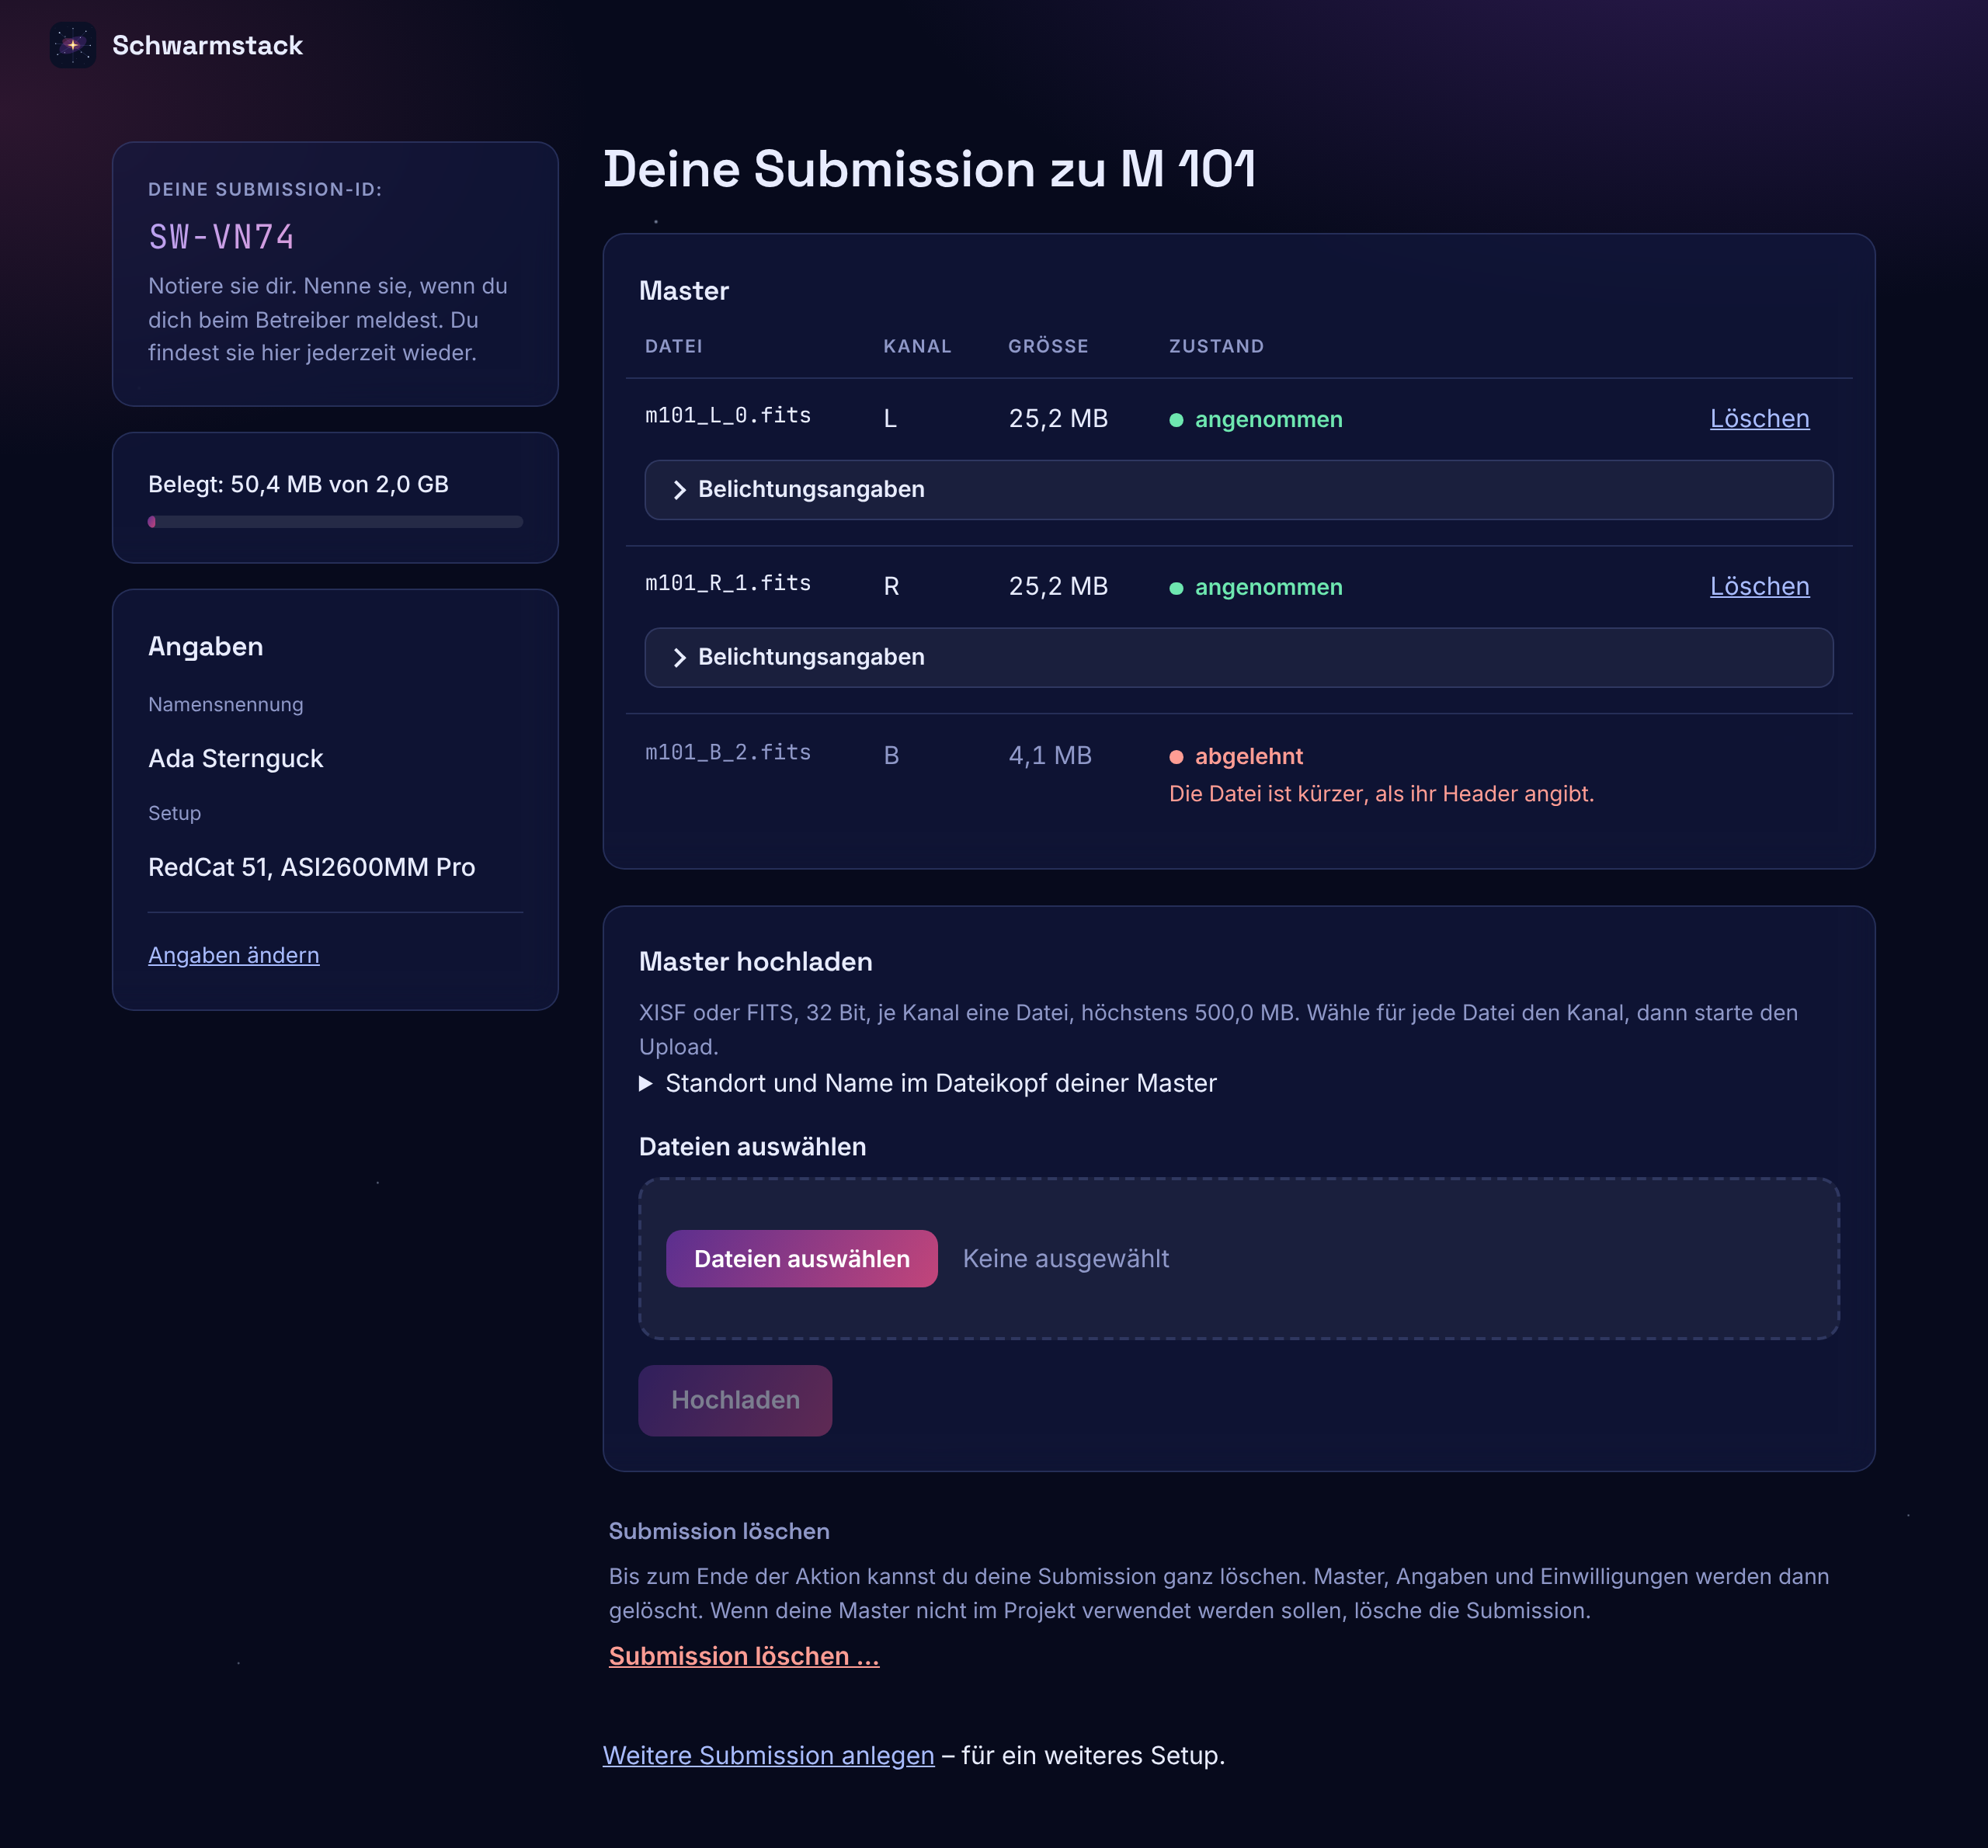 Schwarmstack
DEINE SUBMISSION-ID:
SW-VN74
Notiere sie dir. Nenne sie, wenn du
dich beim Betreiber meldest. Du
findest sie hier jederzeit wieder.
Belegt: 50,4 MB von 2,0 GB
Angaben
Namensnennung
Ada Sternguck
Setup
RedCat 51, ASI2600MM Pro
Angaben ändern
Deine Submission zu M 101
Master
DATEI KANAL GRÖSSE ZUSTAND
m101_L_0.fits L 25,2 MB angenommen Löschen
Belichtungsangaben
m101_R_1.fits R 25,2 MB angenommen Löschen
Belichtungsangaben
m101_B_2.fits B 4,1 MB abgelehnt
Die Datei ist kürzer, als ihr Header angibt.
Master hochladen
XISF oder FITS, 32 Bit, je Kanal eine Datei, höchstens 500,0 MB. Wähle für jede Datei den Kanal, dann starte den
Upload.
Standort und Name im Dateikopf deiner Master
Dateien auswählen
Dateien auswählen Keine ausgewählt
Hochladen
Submission löschen
Bis zum Ende der Aktion kannst du deine Submission ganz löschen. Master, Angaben und Einwilligungen werden dann
gelöscht. Wenn deine Master nicht im Projekt verwendet werden sollen, lösche die Submission.
Submission löschen ...
Weitere Submission anlegen – für ein weiteres Setup.